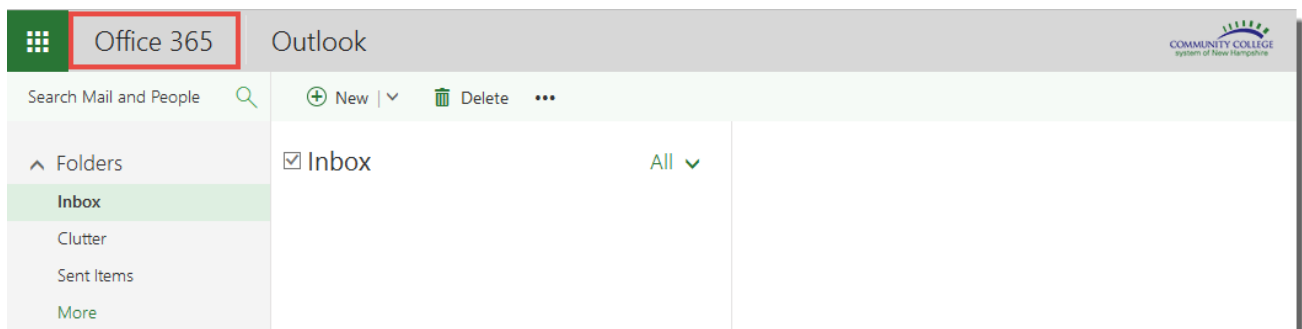 Office 365
Outlook
COMMUNITY COLLEGE
system of New Hampshire
Search Mail and People
New
Delete
Folders
Inbox
All
Inbox
Clutter
Sent Items
More